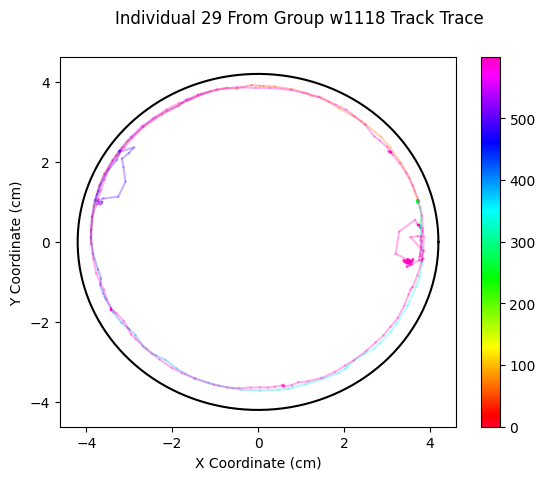 Individual 29 From Group w1118 Track Trace
4
2
0
−2
−4
Y Coordinate (cm)
−4 −2 0 2 4
X Coordinate (cm)
500
400
300
200
100
0